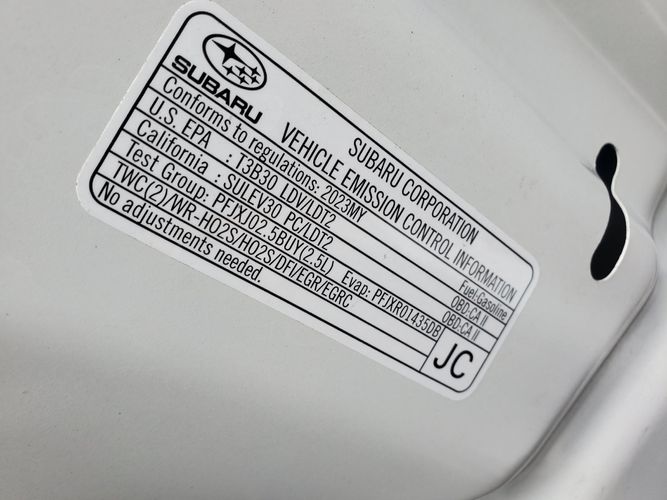 SUBARU
SUBARU CORPORATION
VEHICLE EMISSION CONTROL INFORMATION
Conforms to regulations: 2023MY Fuel-Gasoline
U.S. EPA : T3B30 LDV/LDT2 OBD:CA II
California : SULEV30 PC/LDT2 OBD:CA II
Test Group: PFJXJ02.5BUY(2.5L) Evap: PFJXR01435DB
TWC(2)/WR-HO2S/HO2S/DFI/EGR/EGRC
No adjustments needed.
JC